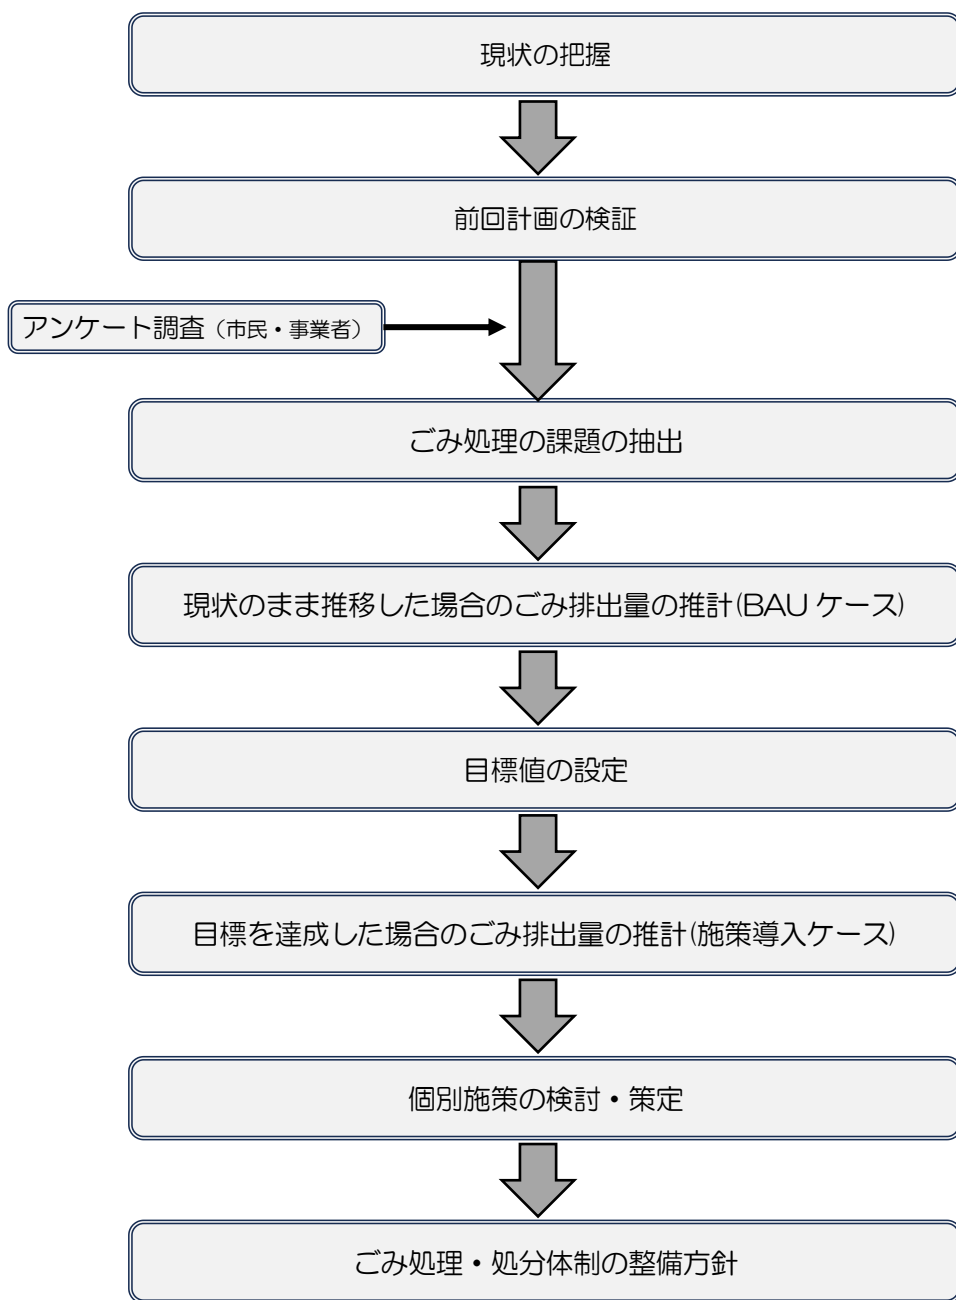 現状の把握
前回計画の検証
アンケート調査（市民・事業者）
ごみ処理の課題の抽出
現状のまま推移した場合のごみ排出量の推計(BAU ケース)
目標値の設定
目標を達成した場合のごみ排出量の推計(施策導入ケース)
個別施策の検討・策定
ごみ処理・処分体制の整備方針